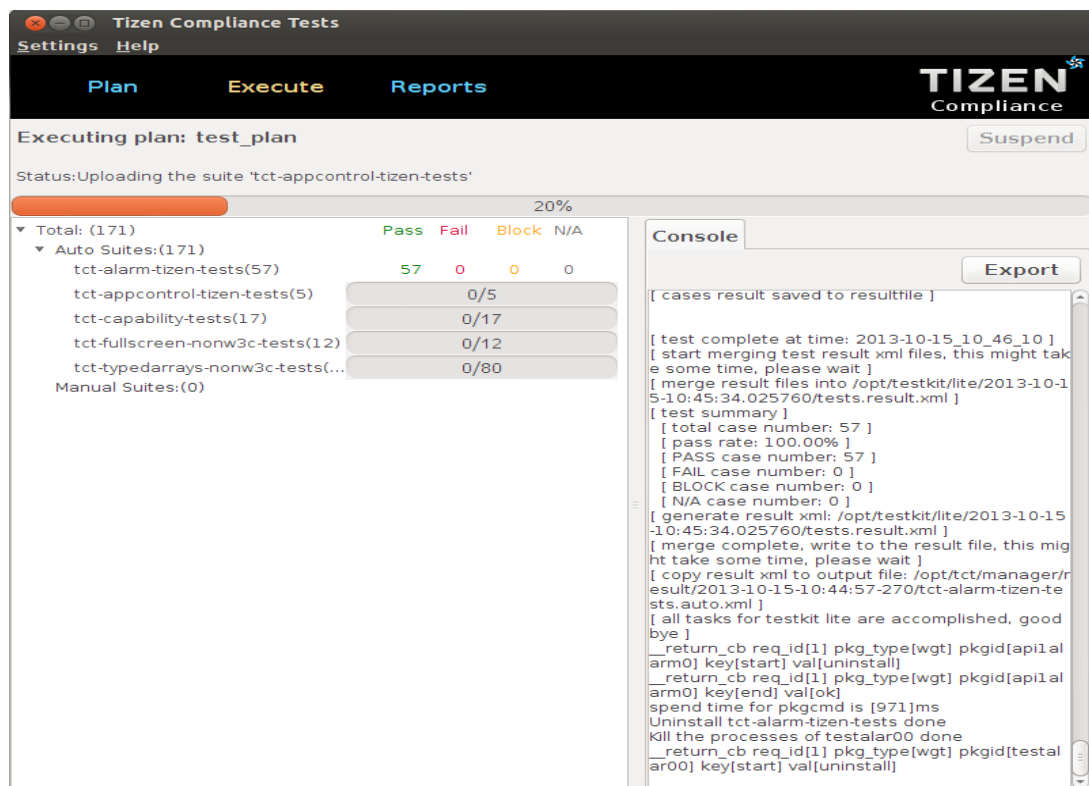 Tizen Compliance Tests
Settings Help
Plan Execute Reports
TIZEN
Compliance
Executing plan: test_plan
Suspend
Status:Uploading the suite 'tct-appcontrol-tizen-tests'
20%
Total: (171) Pass Fail Block N/A
Auto Suites:(171)
tct-alarm-tizen-tests(57) 57 0 0 0
tct-appcontrol-tizen-tests(5) 0/5
tct-capability-tests(17) 0/17
tct-fullscreen-nonw3c-tests(12) 0/12
tct-typedarrays-nonw3c-tests(... 0/80
Manual Suites:(0)
Console
Export
[ cases result saved to resultfile ]
[ test complete at time: 2013-10-15_10_46_10 ]
[ start merging test result xml files, this might tak
e some time, please wait ]
[ merge result files into /opt/testkit/lite/2013-10-1
5-10:45:34.025760/tests.result.xml ]
[ test summary ]
[ total case number: 57 ]
[ pass rate: 100.00% ]
[ PASS case number: 57 ]
[ FAIL case number: 0 ]
[ BLOCK case number: 0 ]
[ N/A case number: 0 ]
[ generate result xml: /opt/testkit/lite/2013-10-15
-10:45:34.025760/tests.result.xml ]
[ merge complete, write to the result file, this mig
ht take some time, please wait ]
[ copy result xml to output file: /opt/tct/manager/r
esult/2013-10-15-10:44:57-270/tct-alarm-tizen-te
sts.auto.xml ]
[ all tasks for testkit lite are accomplished, good
bye ]
__return_cb req_id[1] pkg_type[wgt] pkgid[api1al
arm0] key[start] val[uninstall]
__return_cb req_id[1] pkg_type[wgt] pkgid[api1al
arm0] key[end] val[ok]
spend time for pkgcmd is [971]ms
Uninstall tct-alarm-tizen-tests done
Kill the processes of testalar00 done
__return_cb req_id[1] pkg_type[wgt] pkgid[testal
ar00] key[start] val[uninstall]